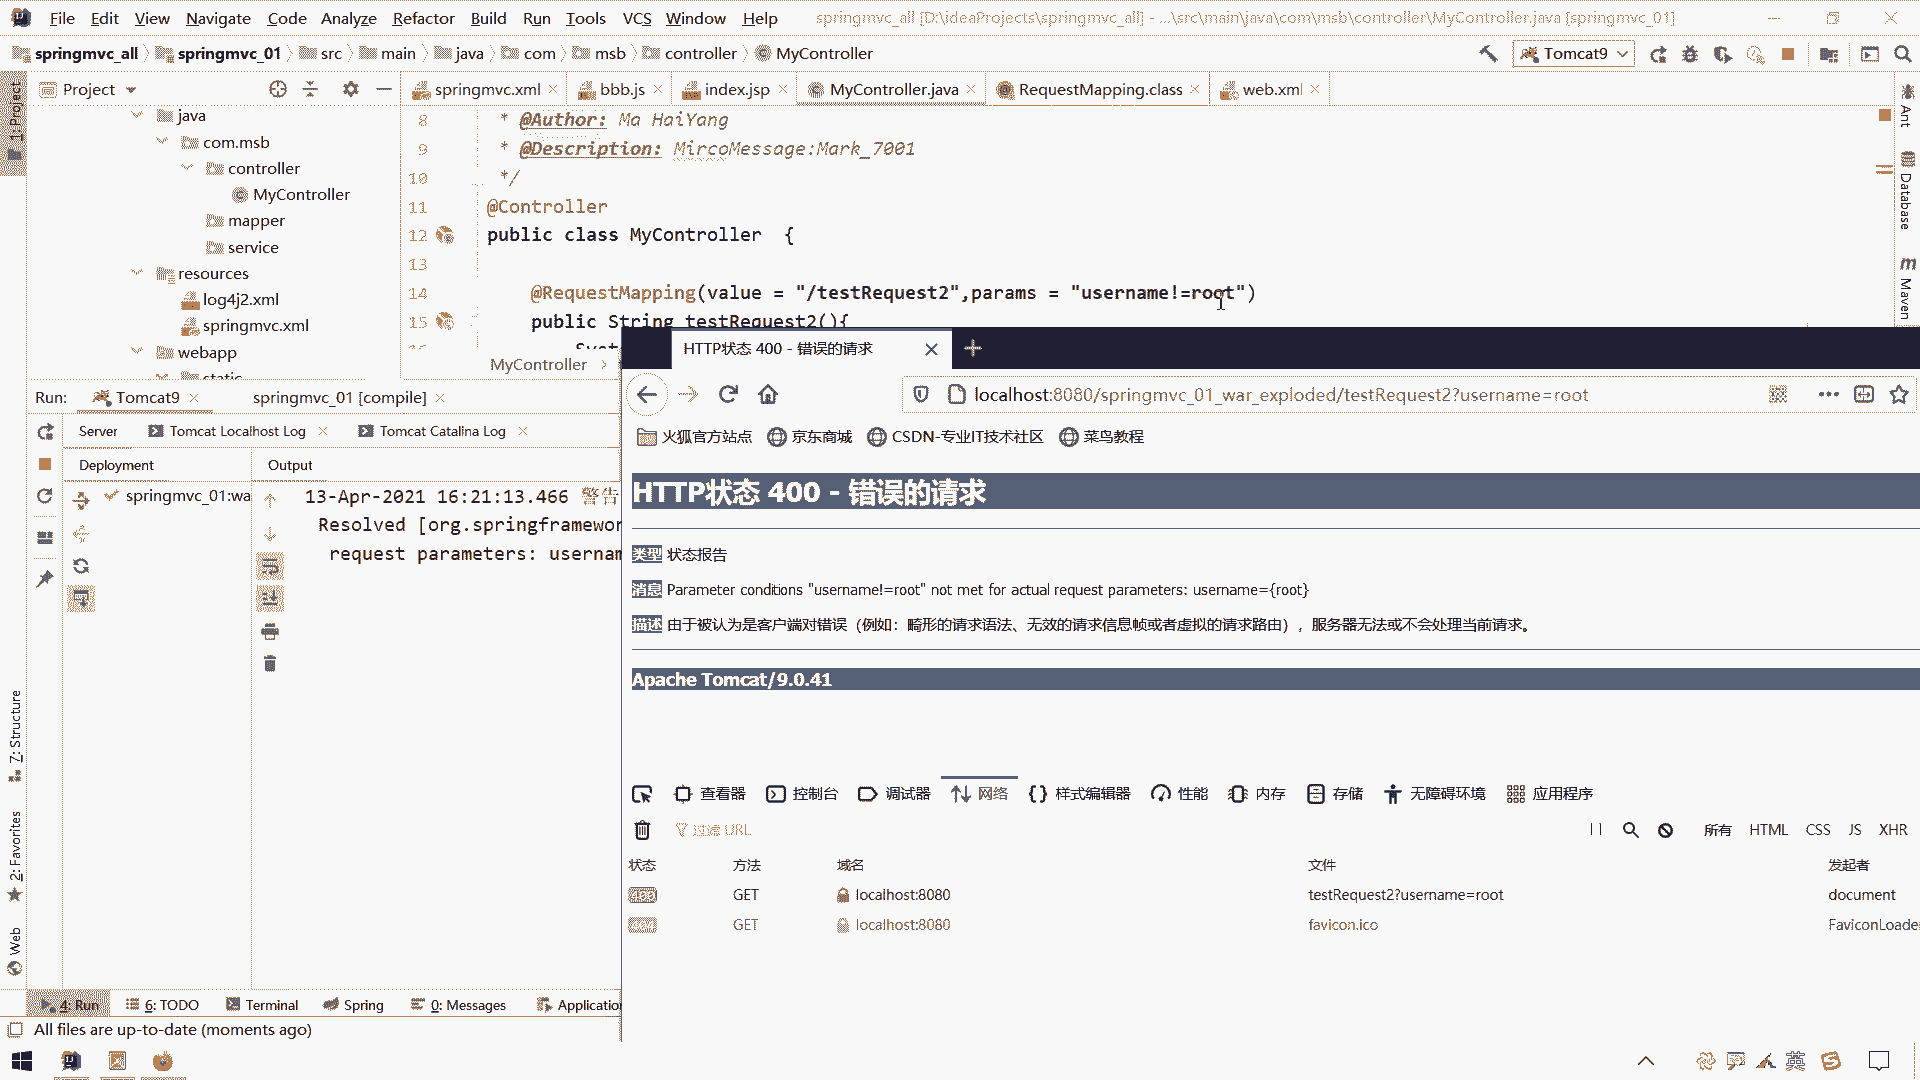 File Edit View Navigate Code Analyze Refactor Build Run Tools VCS Window Help springmvc_all [D:\ideaProjects\springmvc_all] - ...\src\main\java\com\msb\controller\MyController.java [springmvc_01]
springmvc_all springmvc_01 src main java com msb controller MyController Tomcat9
Project springmvc.xml bbb.js index.jsp MyController.java RequestMapping.class web.xml
1: Project
Ant
Database
Maven
java
com.msb
controller
MyController
mapper
service
resources
log4j2.xml
springmvc.xml
webapp
static
8 * @Author: Ma HaiYang
9 * @Description: MircoMessage:Mark_7001
10 */
11 @Controller
12 public class MyController {
13
14 @RequestMapping(value = "/testRequest2",params = "username!=root")
15 public String testRequest2(){
MyController
Run: Tomcat9 springmvc_01 [compile]
Server Tomcat Localhost Log Tomcat Catalina Log
Deployment Output
springmvc_01:wa
13-Apr-2021 16:21:13.466 警告
Resolved [org.springframewor
request parameters: usernam
7: Structure
2: Favorites
Web
HTTP状态 400 - 错误的请求
localhost:8080/springmvc_01_war_exploded/testRequest2?username=root
火狐官方站点 京东商城 CSDN-专业IT技术社区 菜鸟教程
HTTP状态 400 - 错误的请求
类型 状态报告
消息 Parameter conditions "username!=root" not met for actual request parameters: username={root}
描述 由于被认为是客户端对错误（例如：畸形的请求语法、无效的请求信息帧或者虚拟的请求路由），服务器无法或不会处理当前请求。
Apache Tomcat/9.0.41
查看器 控制台 调试器 网络 样式编辑器 性能 内存 存储 无障碍环境 应用程序
过滤 URL 所有 HTML CSS JS XHR
状态 方法 域名 文件 发起者
400 GET localhost:8080 testRequest2?username=root document
404 GET localhost:8080 favicon.ico FaviconLoade
4: Run 6: TODO Terminal Spring 0: Messages Applicatio
All files are up-to-date (moments ago)
英